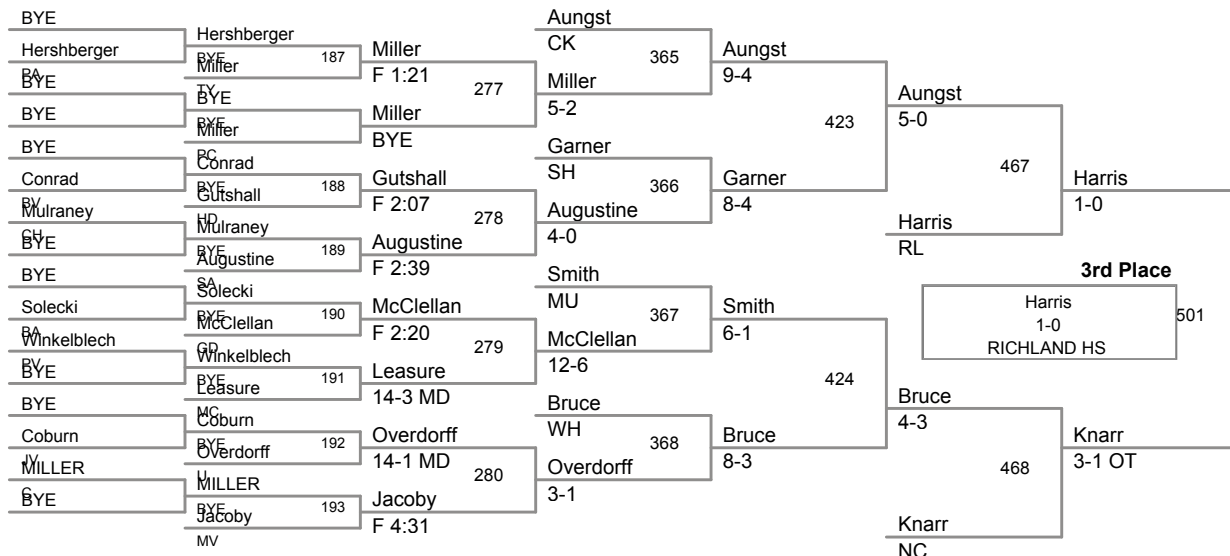 BYE
Hershberger
PA
BYE
BYE
BYE
Conrad
BV
Mulraney
CH
BYE
BYE
Solecki
BA
Winkelblech
PV
BYE
BYE
Coburn
JV
MILLER
C
BYE
Hershberger
BYE
187
Miller
TY
BYE
BYE
Miller
PC
Conrad
BYE
188
Gutshall
HD
Mulraney
BYE
189
Augustine
SA
Solecki
BYE
190
McClellan
GD
Winkelblech
BYE
191
Leasure
MC
Coburn
BYE
192
Overdorff
U
MILLER
BYE
193
Jacoby
MV
Miller
F 1:21
277
Miller
BYE
Gutshall
F 2:07
278
Augustine
F 2:39
McClellan
F 2:20
279
Leasure
14-3 MD
Overdorff
14-1 MD
280
Jacoby
F 4:31
Aungst
CK
365
Miller
5-2
Garner
SH
366
Augustine
4-0
Smith
MU
367
McClellan
12-6
Bruce
WH
368
Overdorff
3-1
Aungst
9-4
423
Garner
8-4
Smith
6-1
424
Bruce
8-3
Aungst
5-0
467
Harris
RL
Bruce
4-3
468
Knarr
NC
Harris
1-0
3rd Place
Harris
1-0
RICHLAND HS
501
Knarr
3-1 OT